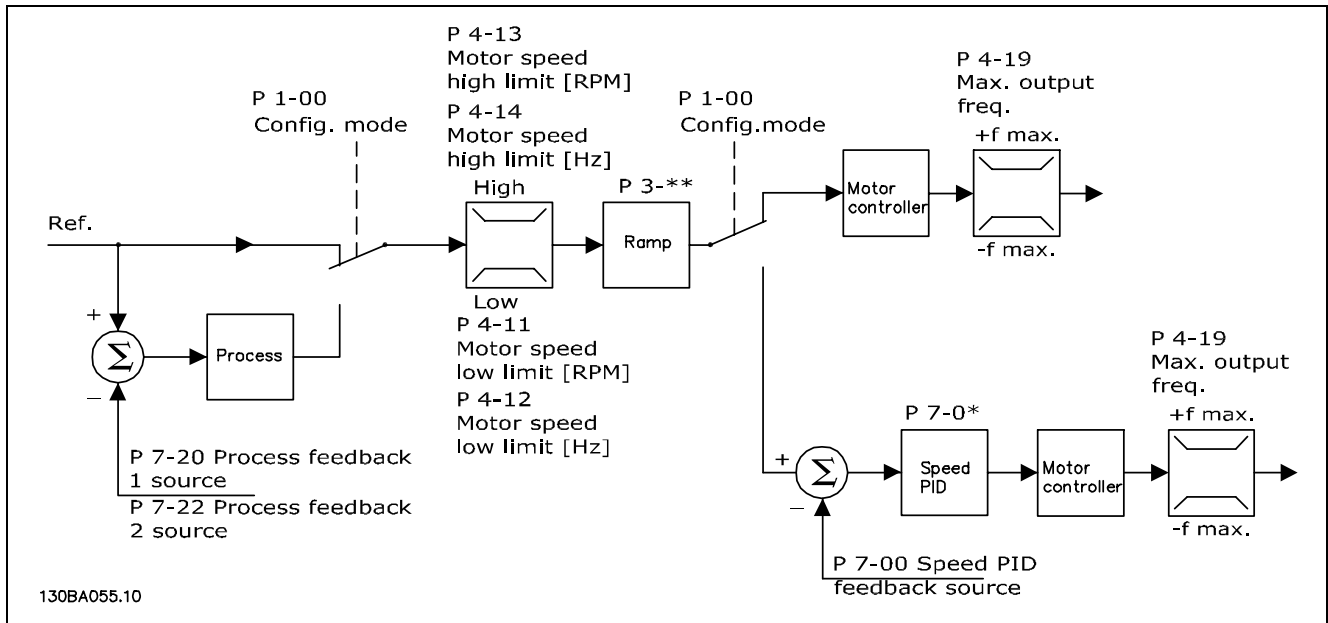 P 4-13
Motor speed
high limit [RPM]
P 4-14
Motor speed
high limit [Hz]
High
P 1-00
Config. mode
P 3-**
Ramp
P 1-00
Config.mode
Motor
controller
P 4-19
Max. output
freq.
+f max.
-f max.
Ref.
+
Σ
−
Process
P 7-20 Process feedback
1 source
P 7-22 Process feedback
2 source
Low
P 4-11
Motor speed
low limit [RPM]
P 4-12
Motor speed
low limit [Hz]
+
Σ
−
P 7-0*
Speed
PID
Motor
controller
P 4-19
Max. output
freq.
+f max.
-f max.
P 7-00 Speed PID
feedback source
130BA055.10